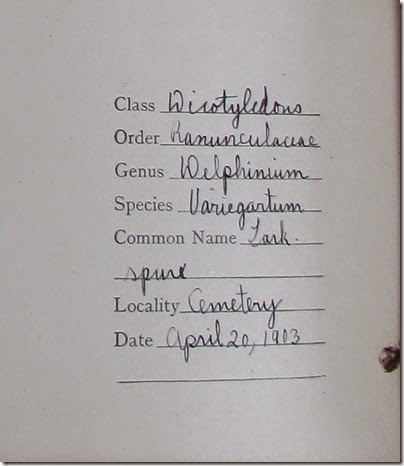 Class Dicotyledons
Order Ranunculaceae
Genus Delphinium
Species Variegartum
Common Name Lark-
spur
Locality Cemetery
Date April 20, 1903